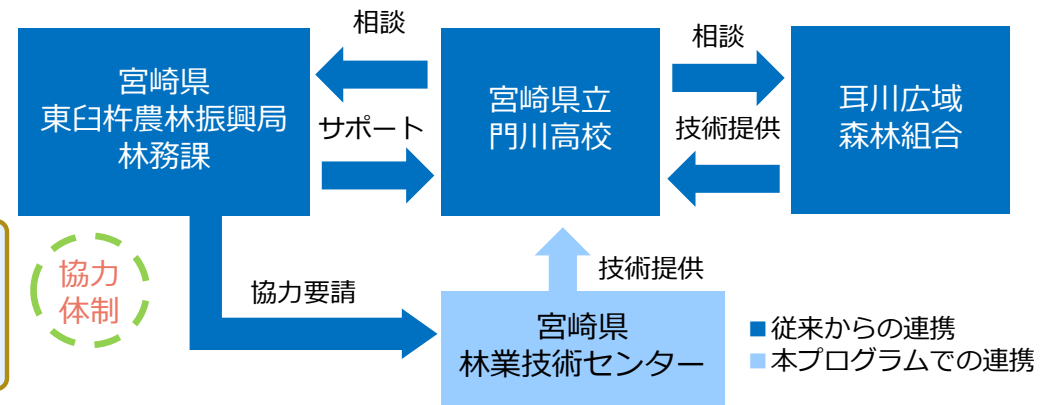 相談
宮崎県
東臼杵農林振興局
林務課
サポート
宮崎県立
門川高校
相談
技術提供
耳川広域
森林組合
協力
体制
協力要請
技術提供
宮崎県
林業技術センター
■従来からの連携
■本プログラムでの連携